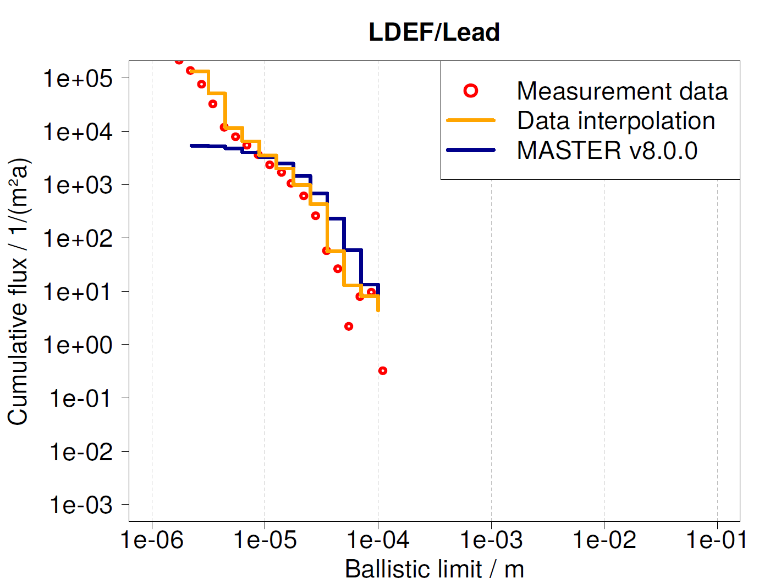 LDEF/Lead
Measurement data
Data interpolation
MASTER v8.0.0
Cumulative flux / 1/(m²a)
1e+05
1e+04
1e+03
1e+02
1e+01
1e+00
1e-01
1e-02
1e-03
1e-06 1e-05 1e-04 1e-03 1e-02 1e-01
Ballistic limit / m